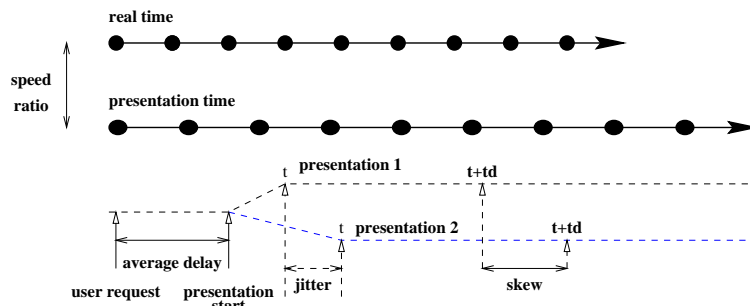 real time
speed
ratio
presentation time
t
presentation 1
t+td
t
presentation 2
t+td
average delay
user request
presentation
start
jitter
skew